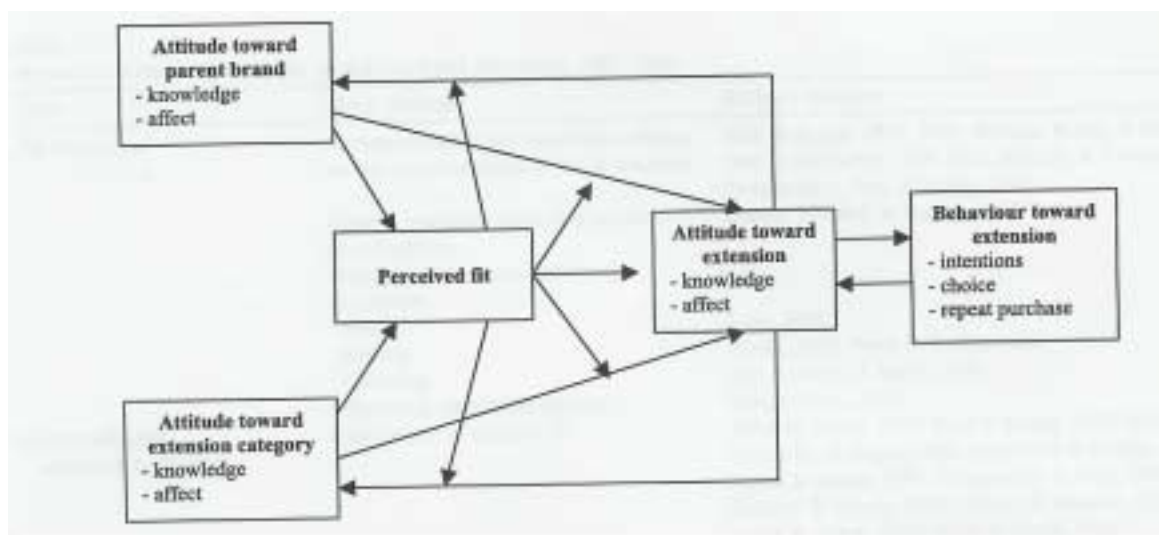 Attitude toward
parent brand
- knowledge
- affect
Perceived fit
Attitude toward
extension
- knowledge
- affect
Behaviour toward
extension
- intentions
- choice
- repeat purchase
Attitude toward
extension category
- knowledge
- affect